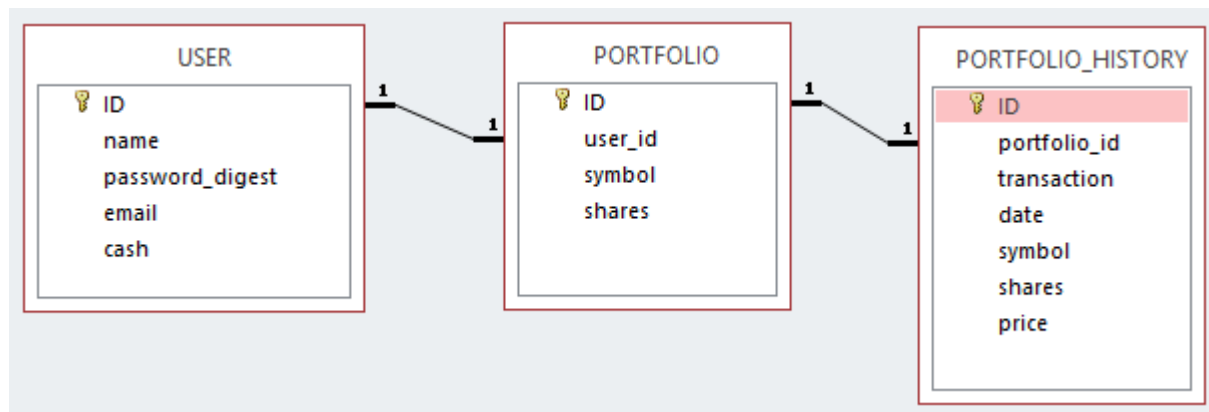 USER
ID
name
password_digest
email
cash
1
1
PORTFOLIO
ID
user_id
symbol
shares
1
1
PORTFOLIO_HISTORY
ID
portfolio_id
transaction
date
symbol
shares
price